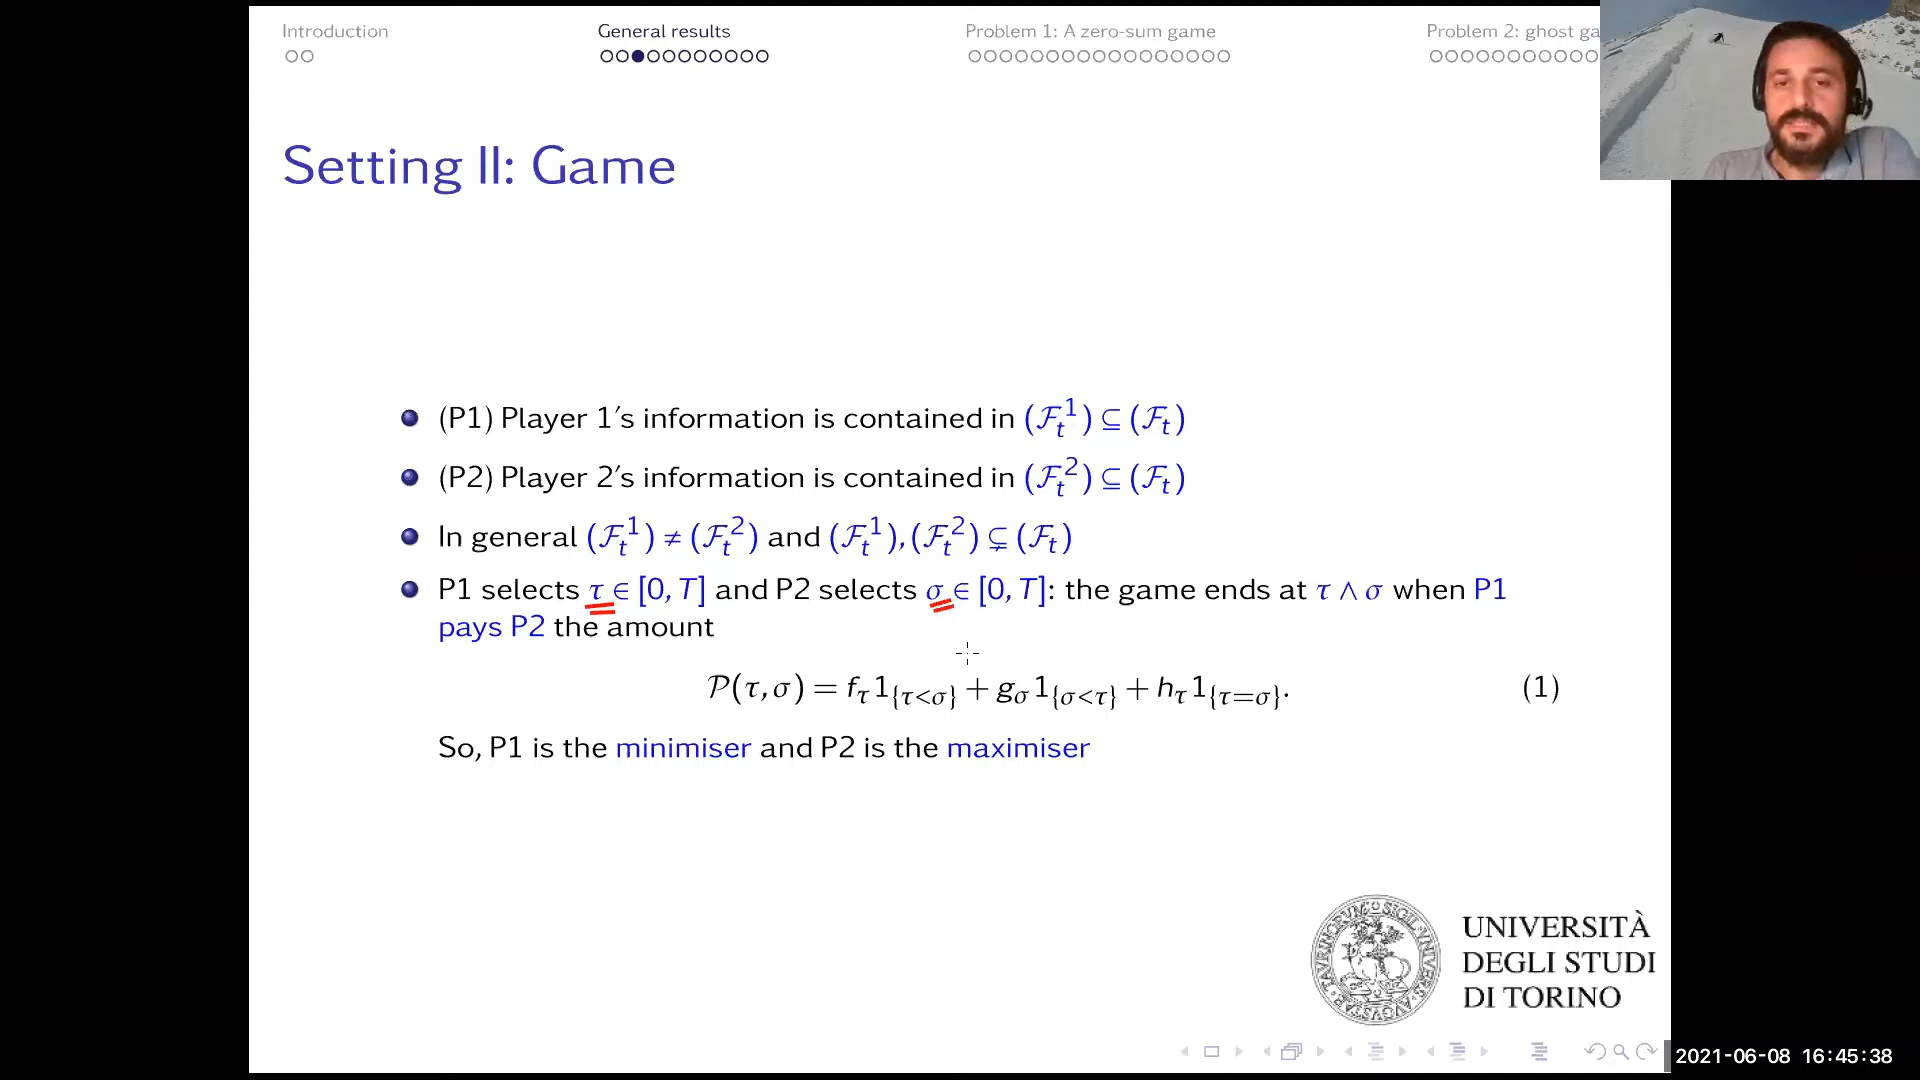 Introduction
General results
Problem 1: A zero-sum game
Problem 2: ghost ga
Setting II: Game
(P1) Player 1's information is contained in (ℱ_t^1) ⊆ (ℱ_t)
(P2) Player 2's information is contained in (ℱ_t^2) ⊆ (ℱ_t)
In general (ℱ_t^1) ≠ (ℱ_t^2) and (ℱ_t^1), (ℱ_t^2) ⊊ (ℱ_t)
P1 selects τ ∈ [0, T] and P2 selects σ ∈ [0, T]: the game ends at τ ∧ σ when P1
pays P2 the amount
𝒫(τ, σ) = f_τ 1_{τ<σ} + g_σ 1_{σ<τ} + h_τ 1_{τ=σ}. (1)
So, P1 is the minimiser and P2 is the maximiser
UNIVERSITÀ
DEGLI STUDI
DI TORINO
2021-06-08 16:45:38